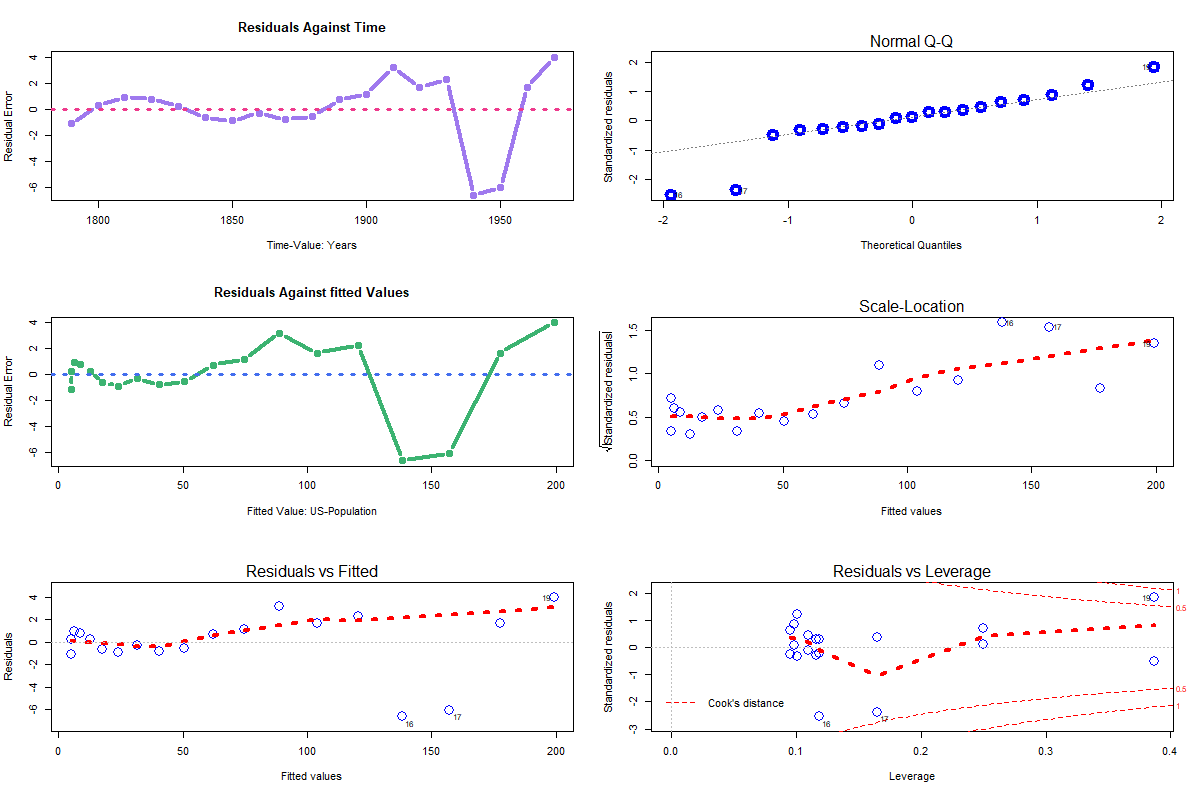 Residuals Against Time
Residual Error
4
2
0
-2
-4
-6
1800 1850 1900 1950
Time-Value: Years
Normal Q-Q
Standardized residuals
2
1
0
-1
-2
19
16
17
-2 -1 0 1 2
Theoretical Quantiles
Residuals Against fitted Values
Residual Error
4
2
0
-2
-4
-6
0 50 100 150 200
Fitted Value: US-Population
Scale-Location
√|Standardized residuals|
1.5
1.0
0.5
0.0
16
17
19
0 50 100 150 200
Fitted values
Residuals vs Fitted
Residuals
4
2
0
-2
-4
-6
19
16
17
0 50 100 150 200
Fitted values
Residuals vs Leverage
Standardized residuals
2
1
0
-1
-2
-3
19
16
17
1
0.5
0.5
1
Cook's distance
0.0 0.1 0.2 0.3 0.4
Leverage